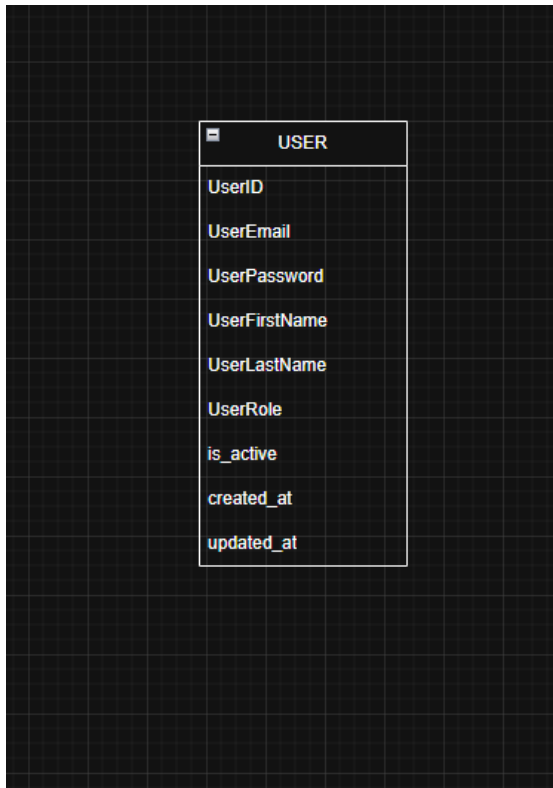 USER
UserID
UserEmail
UserPassword
UserFirstName
UserLastName
UserRole
is_active
created_at
updated_at